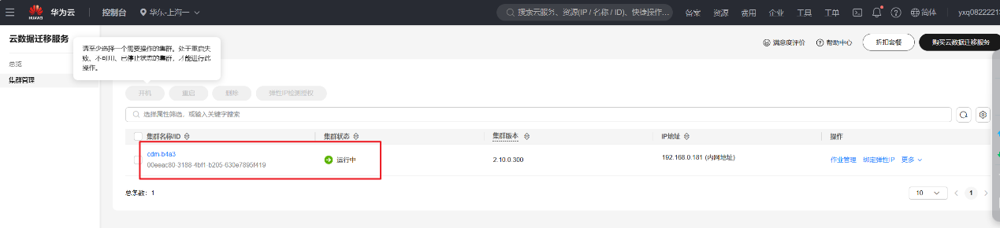 HUAWEI 华为云 控制台 华东-上海一 搜索云服务、资源(IP / 名称 / ID)、快捷操作... 备案 资源 费用 企业 工具 工单 简体 yxq08222213
云数据迁移服务
总览
集群管理
请至少选择一个需要操作的集群。处于重启失
败、不可用、已停止状态的集群，才能进行此
操作。
满意度评价 帮助中心 折扣套餐 购买云数据迁移服务
开机 重启 删除 弹性IP检测授权
选择属性筛选，或输入关键字搜索
集群名称/ID 集群状态 集群版本 IP地址 操作
cdm-b4a3
00eeac80-3188-4bf1-b205-630e7895f419
运行中 2.10.0.300 192.168.0.181 (内网地址) 作业管理 绑定弹性IP 更多
总条数：1 10 1